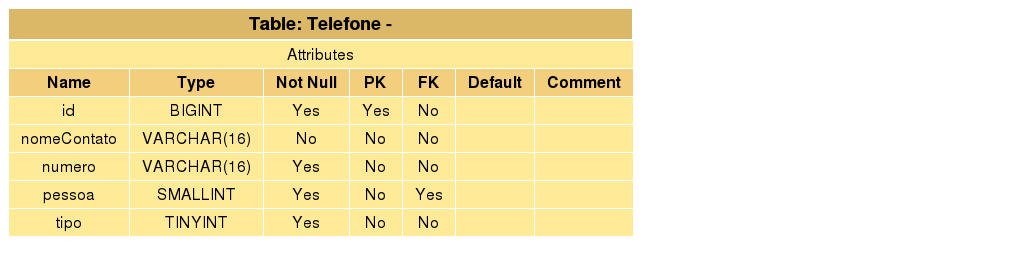 Table: Telefone -
Attributes
Name Type Not Null PK FK Default Comment
id BIGINT Yes Yes No
nomeContato VARCHAR(16) No No No
numero VARCHAR(16) Yes No No
pessoa SMALLINT Yes No Yes
tipo TINYINT Yes No No